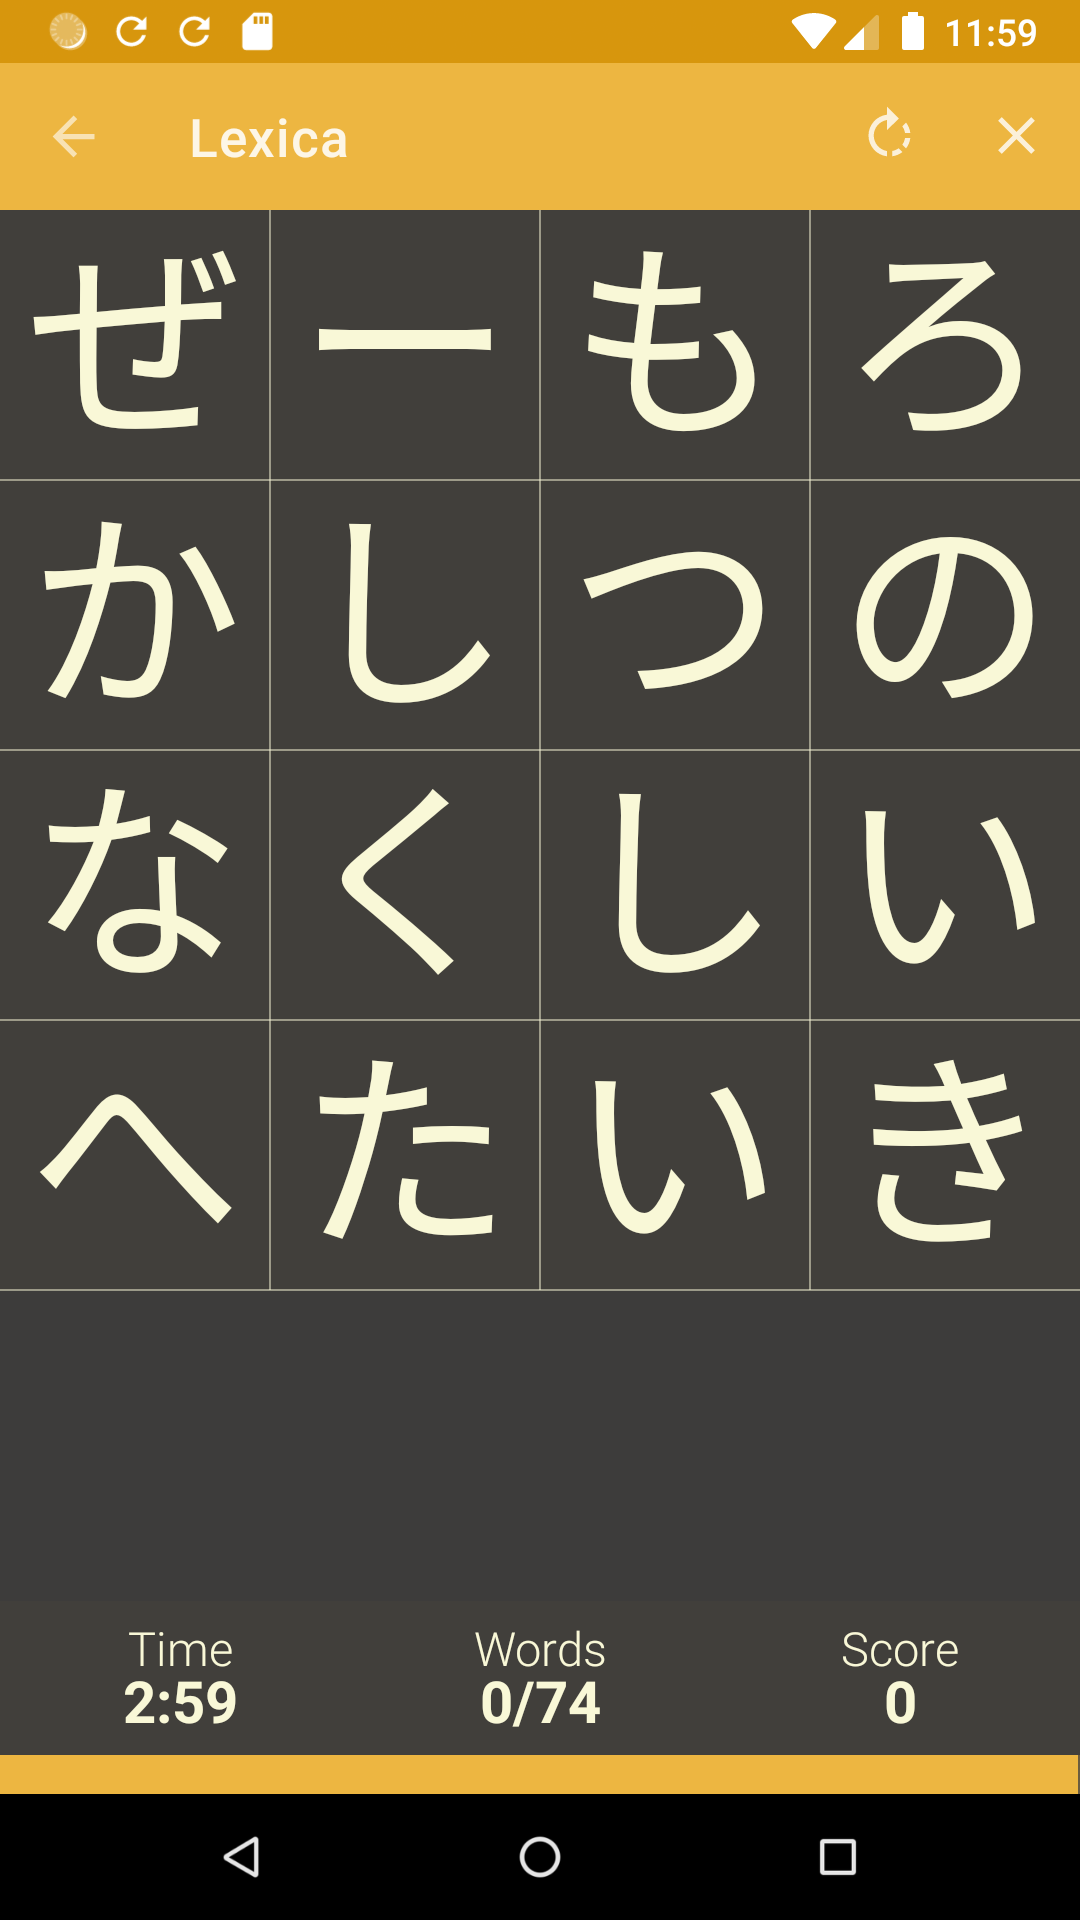 11:59
Lexica
ぜ ー も ろ
か し つ の
な く し い
へ た い き
Time Words Score
2:59 0/74 0